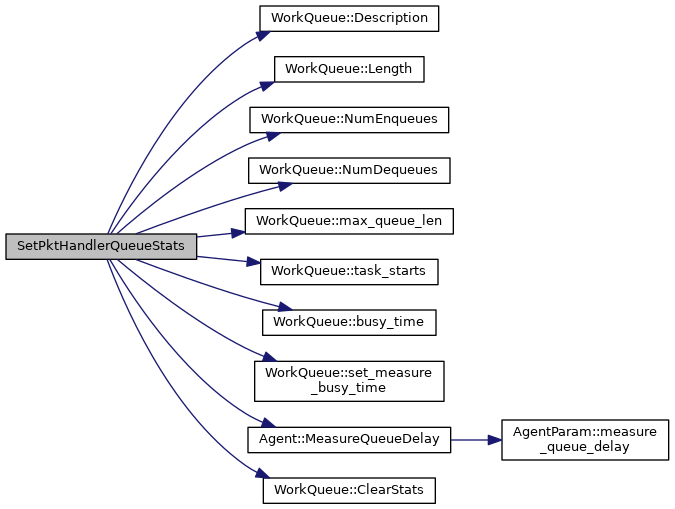 WorkQueue::Description
WorkQueue::Length
WorkQueue::NumEnqueues
WorkQueue::NumDequeues
WorkQueue::max_queue_len
SetPktHandlerQueueStats
WorkQueue::task_starts
WorkQueue::busy_time
WorkQueue::set_measure
_busy_time
Agent::MeasureQueueDelay
AgentParam::measure
_queue_delay
WorkQueue::ClearStats